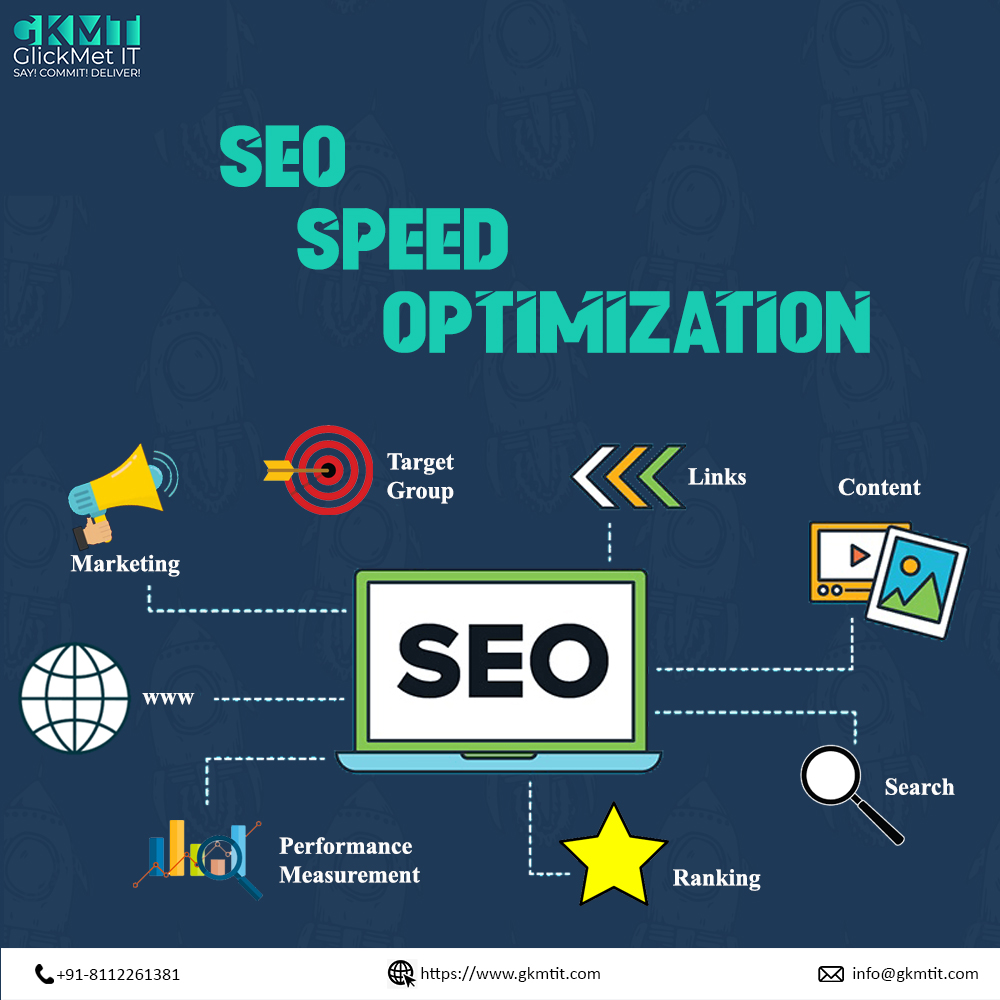 GKMIT
GlickMet IT
SAY! COMMIT! DELIVER!
SEO
SPEED
OPTIMIZATION
Target
Group
Links
Content
Marketing
SEO
www
Search
Performance
Measurement
Ranking
+91-8112261381
https://www.gkmtit.com
info@gkmtit.com